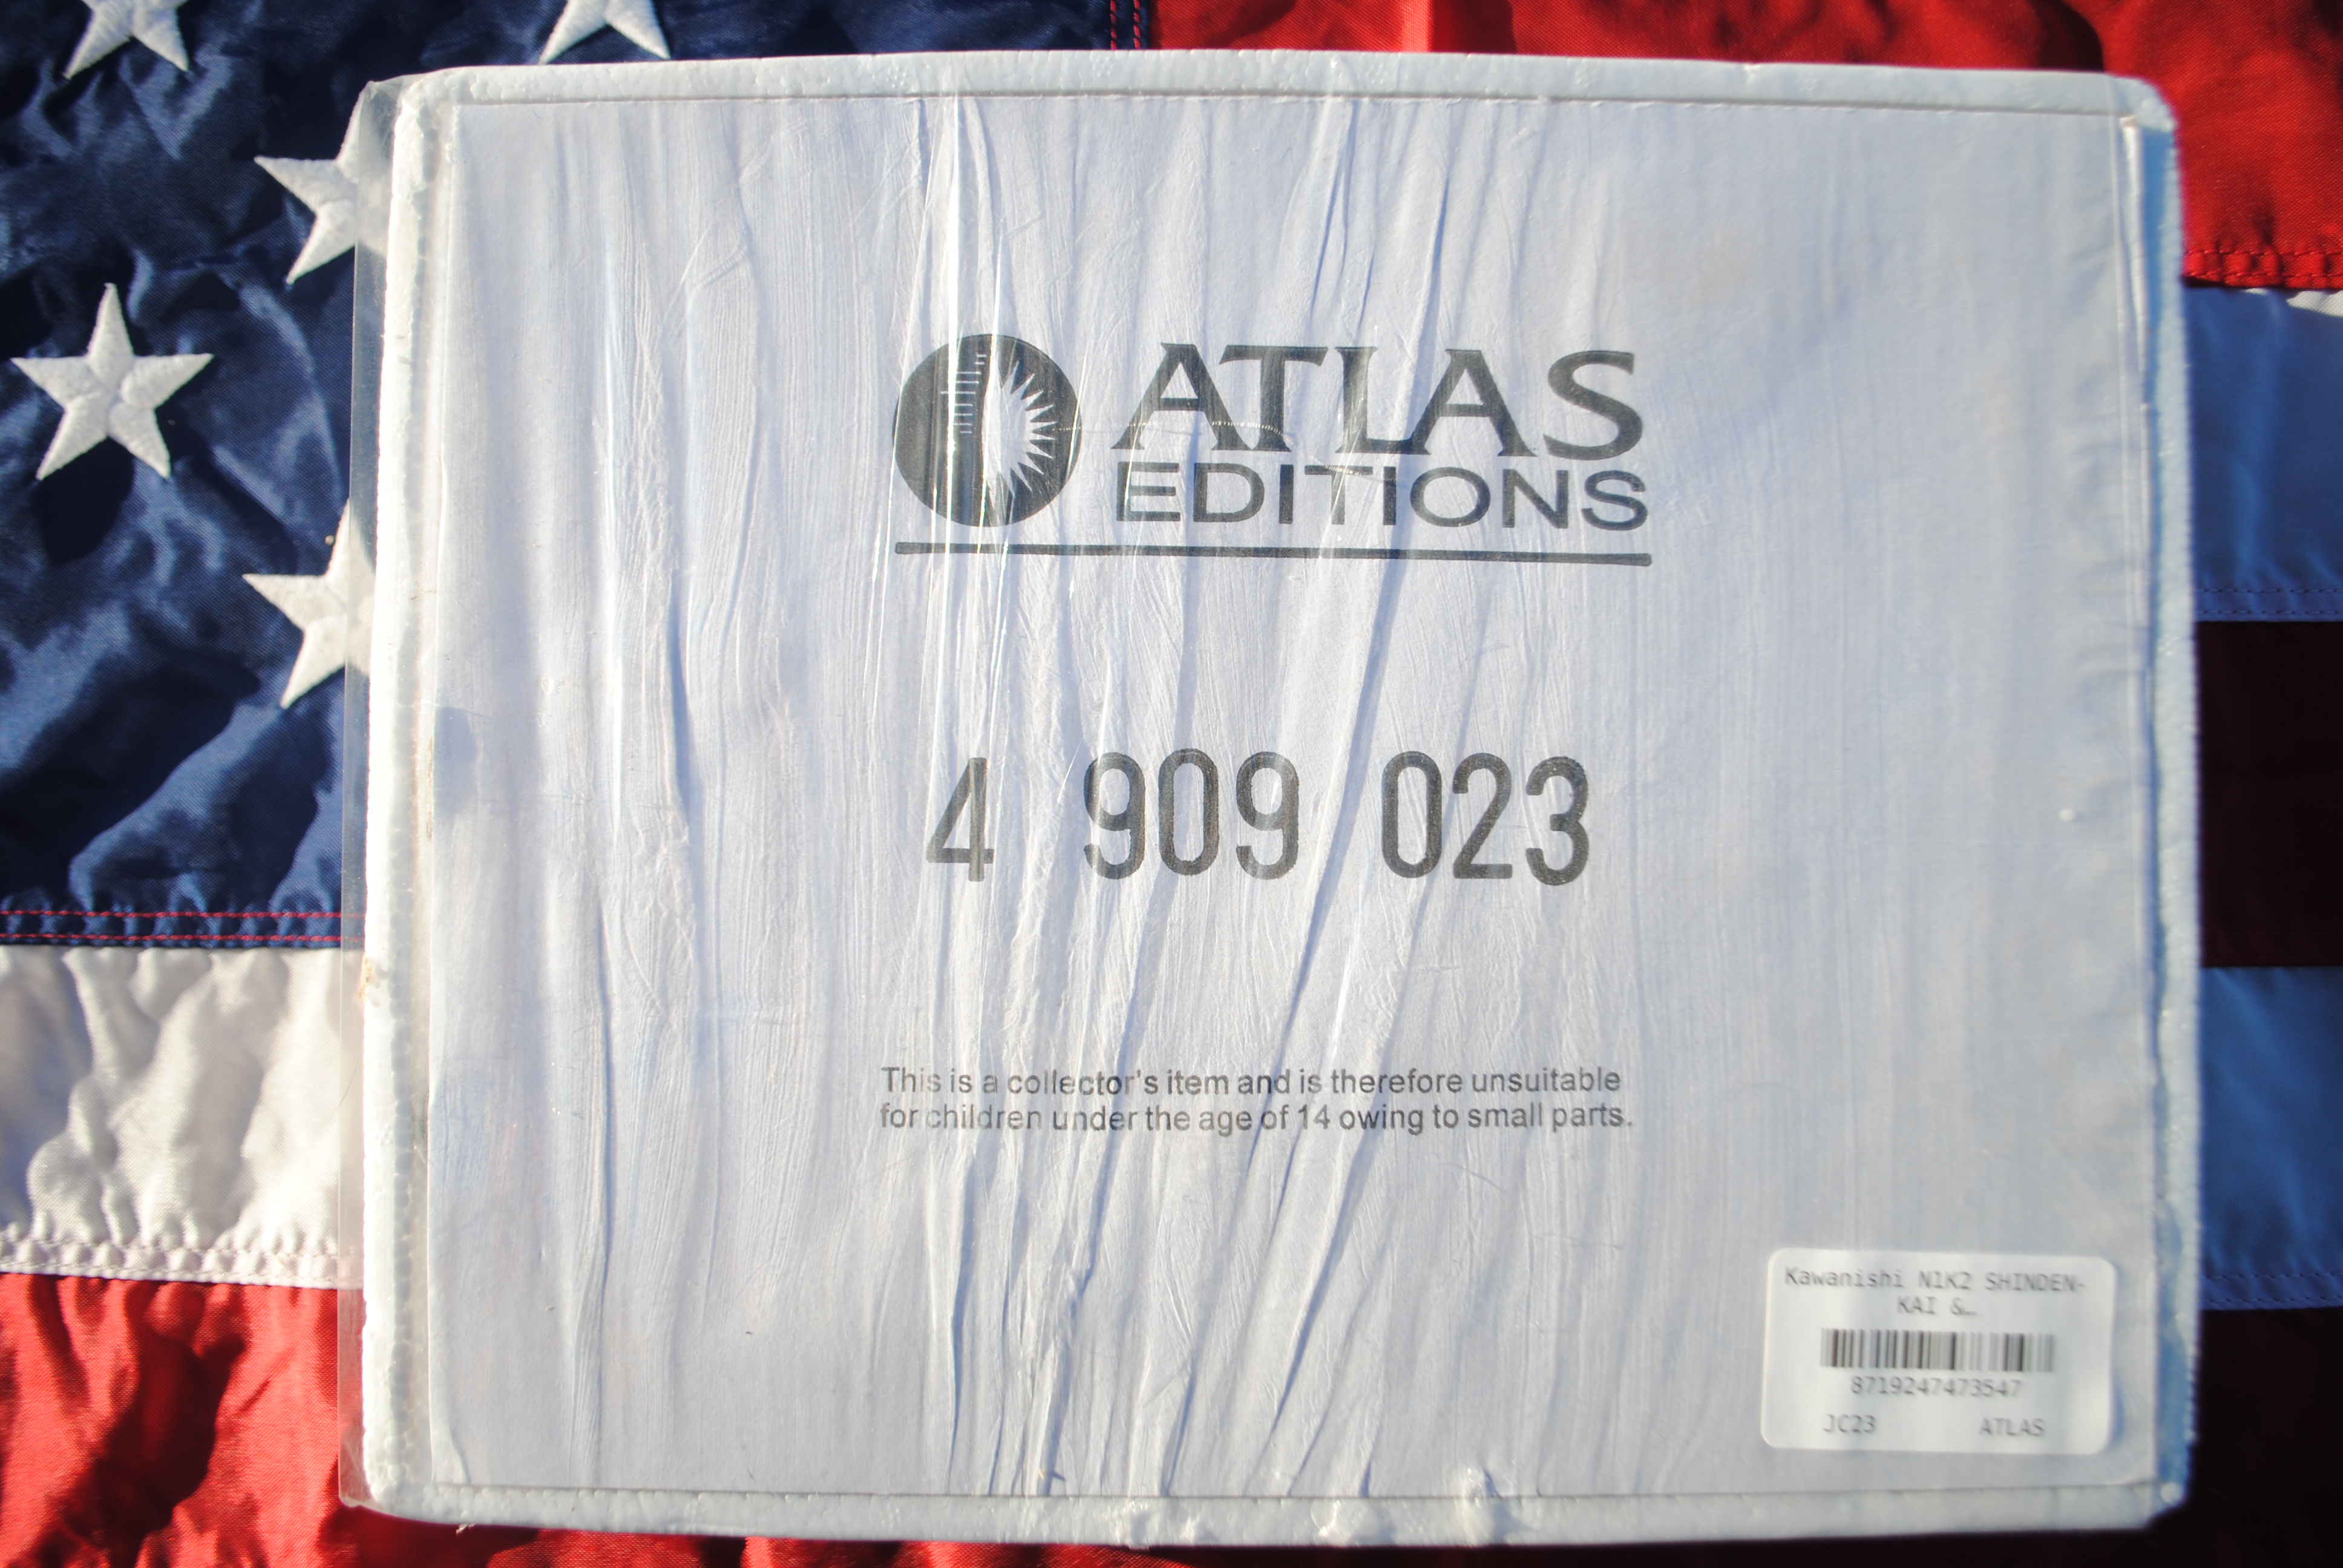 ATLAS
EDITIONS
4 909 023
This is a collector's item and is therefore unsuitable
for children under the age of 14 owing to small parts.
Kawanishi N1K2 SHINDEN-
KAI &…
8719247473547
JC23 ATLAS